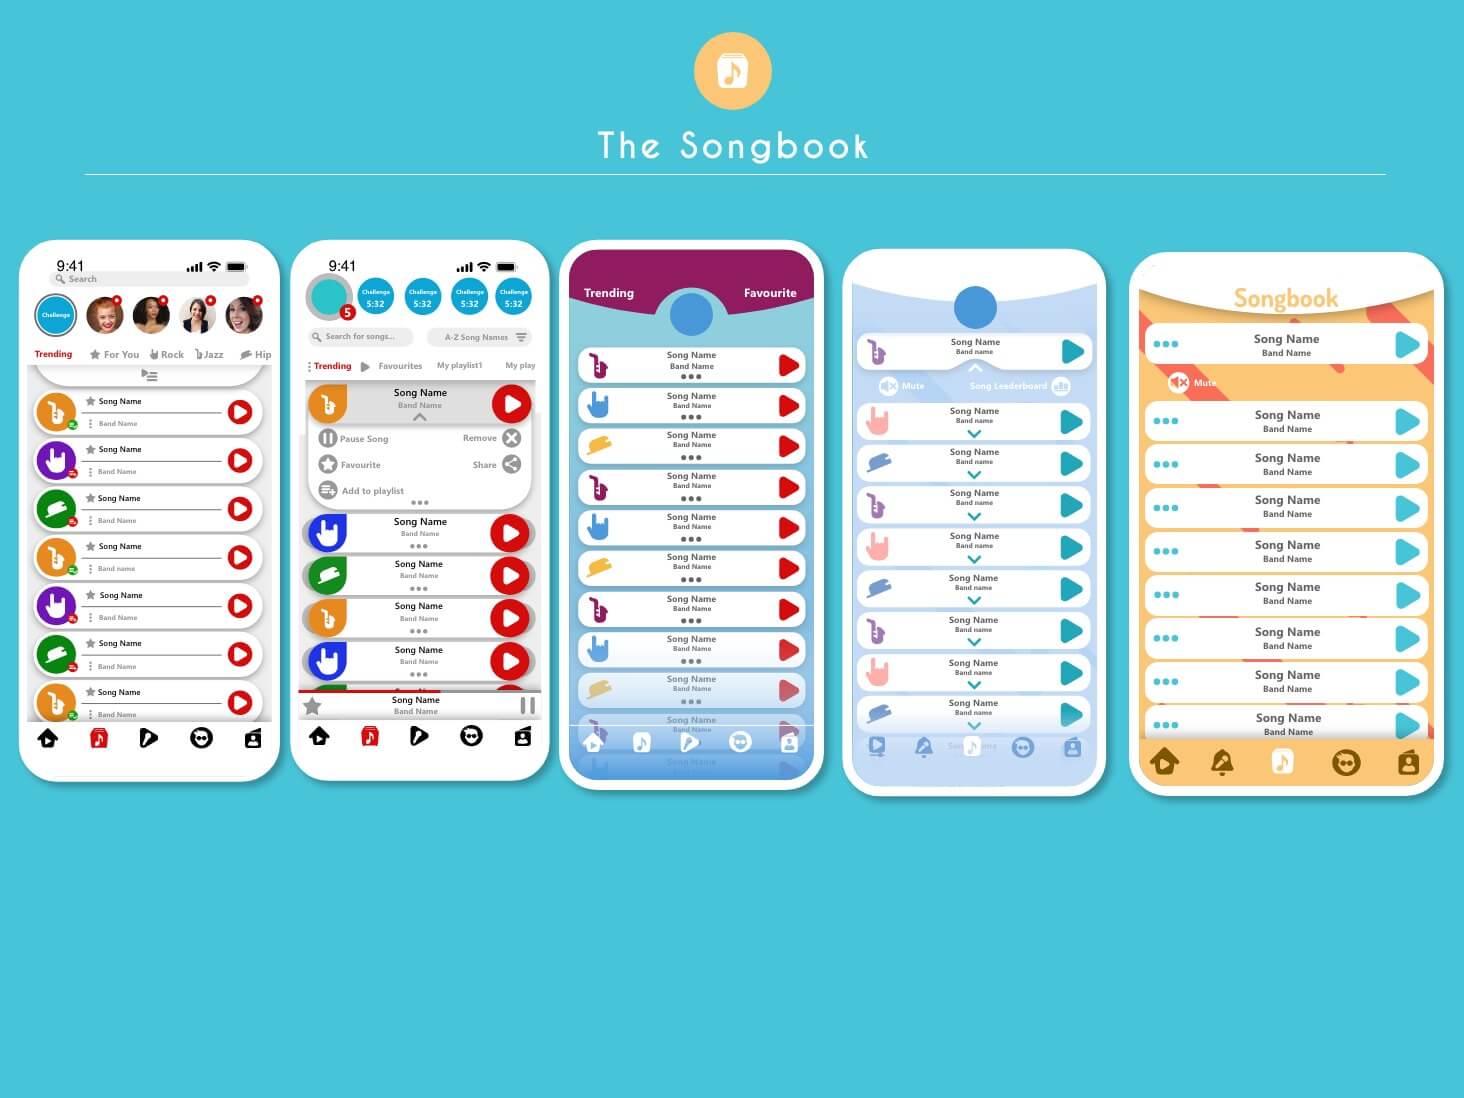 The Songbook
9:41
Search
Challenge
Trending For You Rock Jazz Hip
Song Name
Band Name
Song Name
Band Name
Song Name
Band Name
Song Name
Band name
Song Name
Band Name
Song Name
Band Name
Song Name
Band Name
9:41
5
Challenge
5:32
Challenge
5:32
Challenge
5:32
Challenge
5:32
Search for songs... A-Z Song Names
Trending Favourites My playlist1 My play
Song Name
Band Name
Pause Song Remove
Favourite Share
Add to playlist
Song Name
Band Name
Song Name
Band Name
Song Name
Band Name
Song Name
Band Name
Song Name
Band Name
Trending Favourite
Song Name
Band Name
Song Name
Band Name
Song Name
Band Name
Song Name
Band Name
Song Name
Band Name
Song Name
Band Name
Song Name
Band Name
Song Name
Band Name
Song Name
Band Name
Song Name
Band Name
Song Name
Song Name
Band name
Mute Song Leaderboard
Song Name
Band name
Song Name
Band name
Song Name
Band name
Song Name
Band name
Song Name
Band name
Song Name
Band name
Song Name
Band name
Song Name
Band name
Song Name
Songbook
Song Name
Band Name
Mute
Song Name
Band Name
Song Name
Band Name
Song Name
Band Name
Song Name
Band Name
Song Name
Band Name
Song Name
Band Name
Song Name
Band Name
Song Name
Band Name